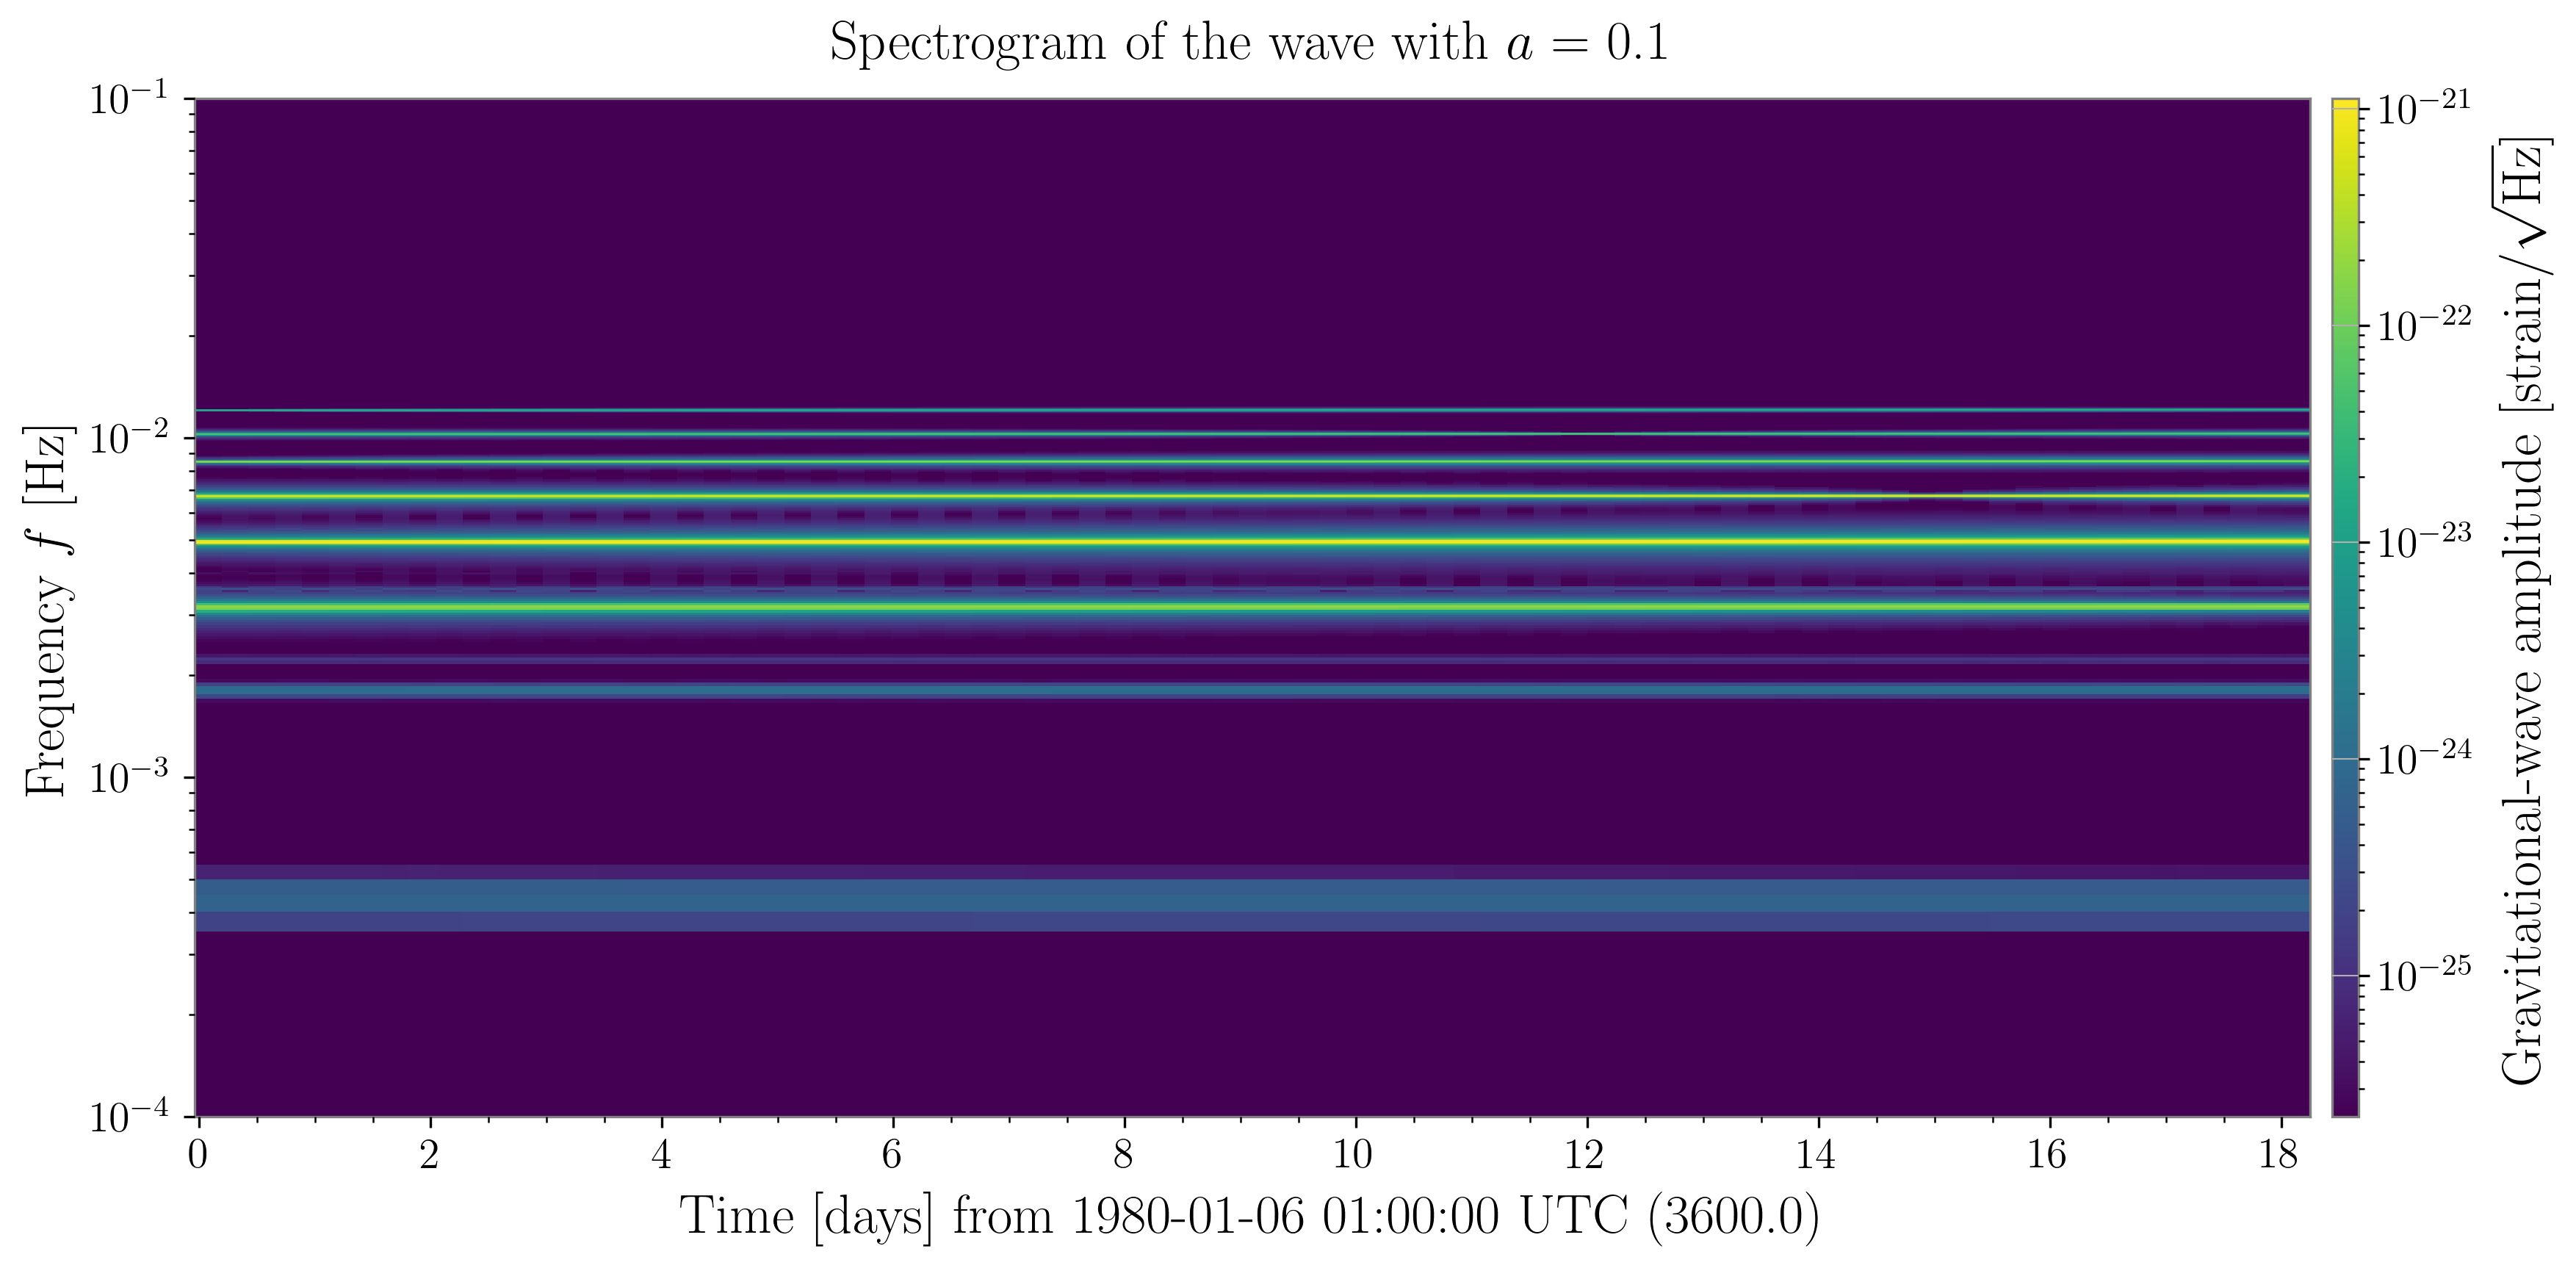 Spectrogram of the wave with a = 0.1
Frequency f [Hz]
10⁻¹
10⁻²
10⁻³
10⁻⁴
0 2 4 6 8 10 12 14 16 18
Time [days] from 1980-01-06 01:00:00 UTC (3600.0)
10⁻²¹
10⁻²²
10⁻²³
10⁻²⁴
10⁻²⁵
Gravitational-wave amplitude [strain/√Hz]